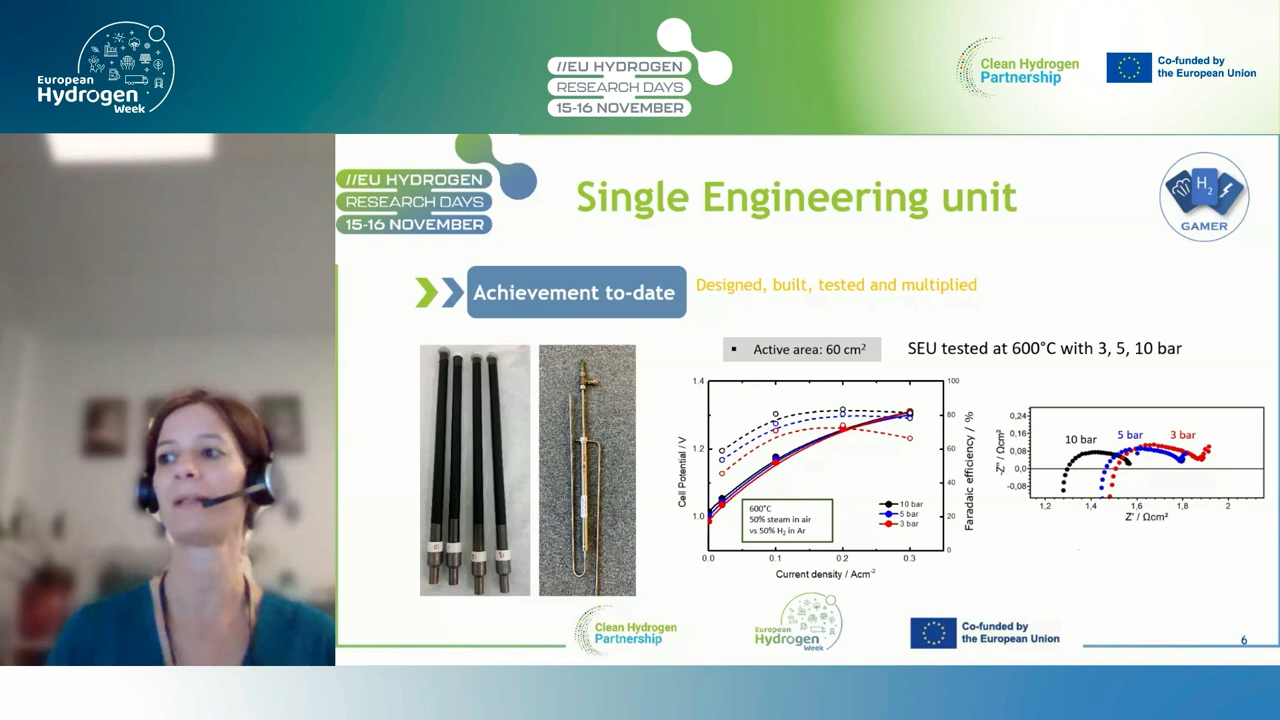 European
Hydrogen
Week
//EU HYDROGEN
RESEARCH DAYS
15-16 NOVEMBER
Clean Hydrogen
Partnership
Co-funded by
the European Union
//EU HYDROGEN
RESEARCH DAYS
15-16 NOVEMBER
Single Engineering unit
H2
GAMER
Achievement to-date
Designed, built, tested and multiplied
▪ Active area: 60 cm²
SEU tested at 600°C with 3, 5, 10 bar
1.4
1.2
1.0
Cell Potential / V
100
80
60
40
20
0
Faradaic efficiency / %
600°C
50% steam in air
vs 50% H2 in Ar
10 bar
5 bar
3 bar
0.0 0.1 0.2 0.3
Current density / Acm-2
0,24
0,16
0,08
0,0
-0,08
-Z'' / Ωcm²
10 bar
5 bar
3 bar
1,2 1,4 1,6 1,8 2
Z' / Ωcm²
Clean Hydrogen
Partnership
European
Hydrogen
Week
Co-funded by
the European Union
6